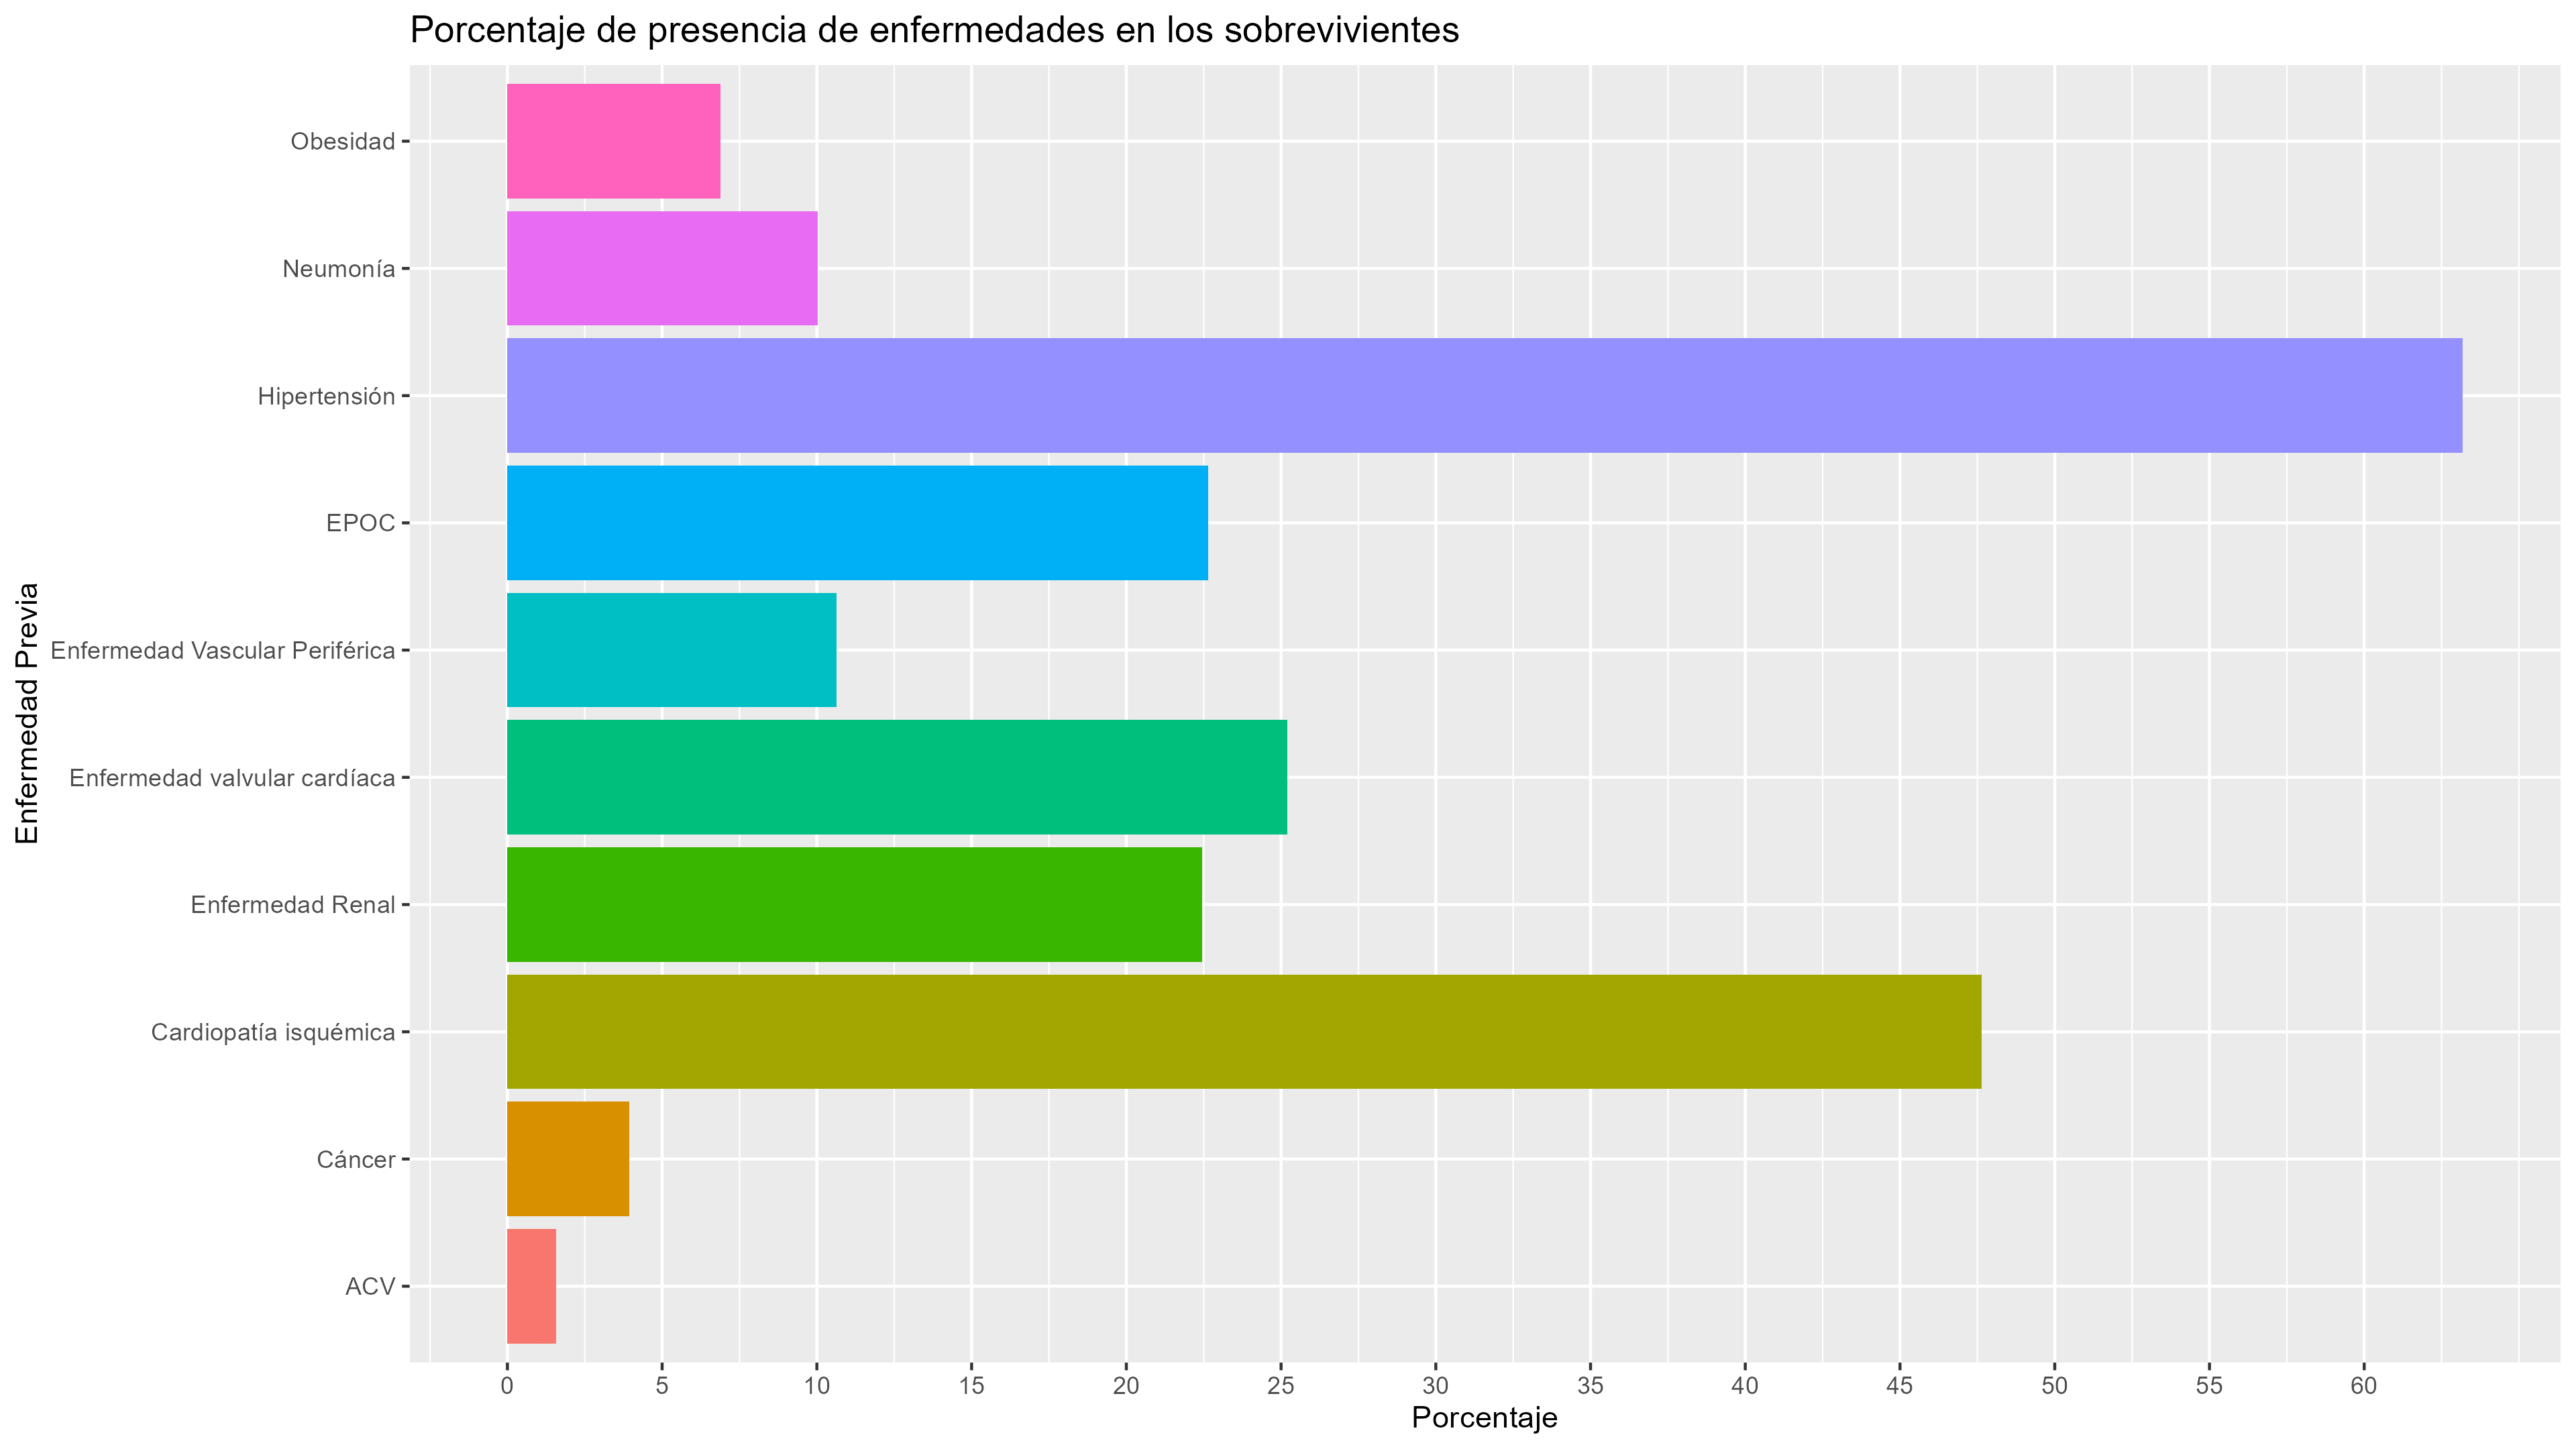 Porcentaje de presencia de enfermedades en los sobrevivientes
Enfermedad Previa
Obesidad
Neumonía
Hipertensión
EPOC
Enfermedad Vascular Periférica
Enfermedad valvular cardíaca
Enfermedad Renal
Cardiopatía isquémica
Cáncer
ACV
0 5 10 15 20 25 30 35 40 45 50 55 60
Porcentaje